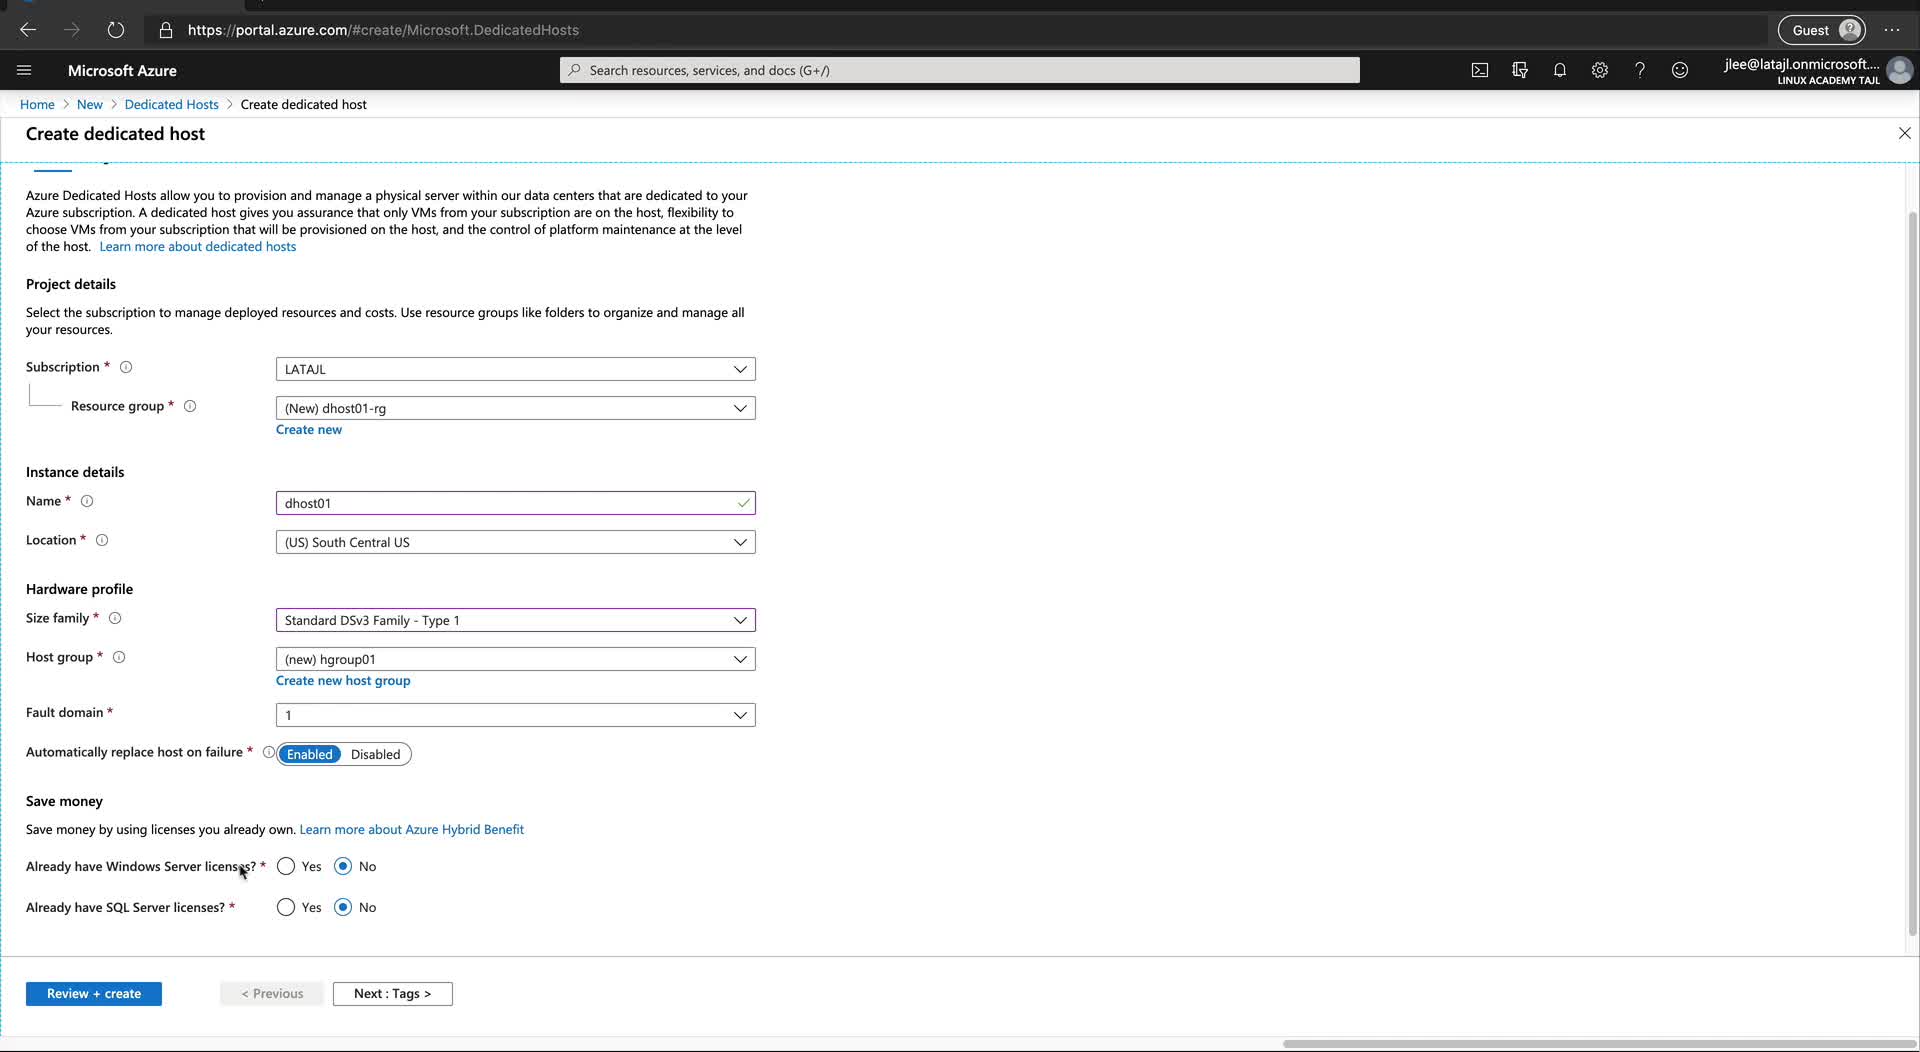 https://portal.azure.com/#create/Microsoft.DedicatedHosts
Guest
Microsoft Azure
Search resources, services, and docs (G+/)
jlee@latajl.onmicrosoft....
LINUX ACADEMY TAJL
Home > New > Dedicated Hosts > Create dedicated host
Create dedicated host
Azure Dedicated Hosts allow you to provision and manage a physical server within our data centers that are dedicated to your
Azure subscription. A dedicated host gives you assurance that only VMs from your subscription are on the host, flexibility to
choose VMs from your subscription that will be provisioned on the host, and the control of platform maintenance at the level
of the host. Learn more about dedicated hosts
Project details
Select the subscription to manage deployed resources and costs. Use resource groups like folders to organize and manage all
your resources.
Subscription *
LATAJL
Resource group *
(New) dhost01-rg
Create new
Instance details
Name *
dhost01
Location *
(US) South Central US
Hardware profile
Size family *
Standard DSv3 Family - Type 1
Host group *
(new) hgroup01
Create new host group
Fault domain *
1
Automatically replace host on failure *
Enabled Disabled
Save money
Save money by using licenses you already own. Learn more about Azure Hybrid Benefit
Already have Windows Server licenses? * Yes No
Already have SQL Server licenses? * Yes No
Review + create
< Previous
Next : Tags >